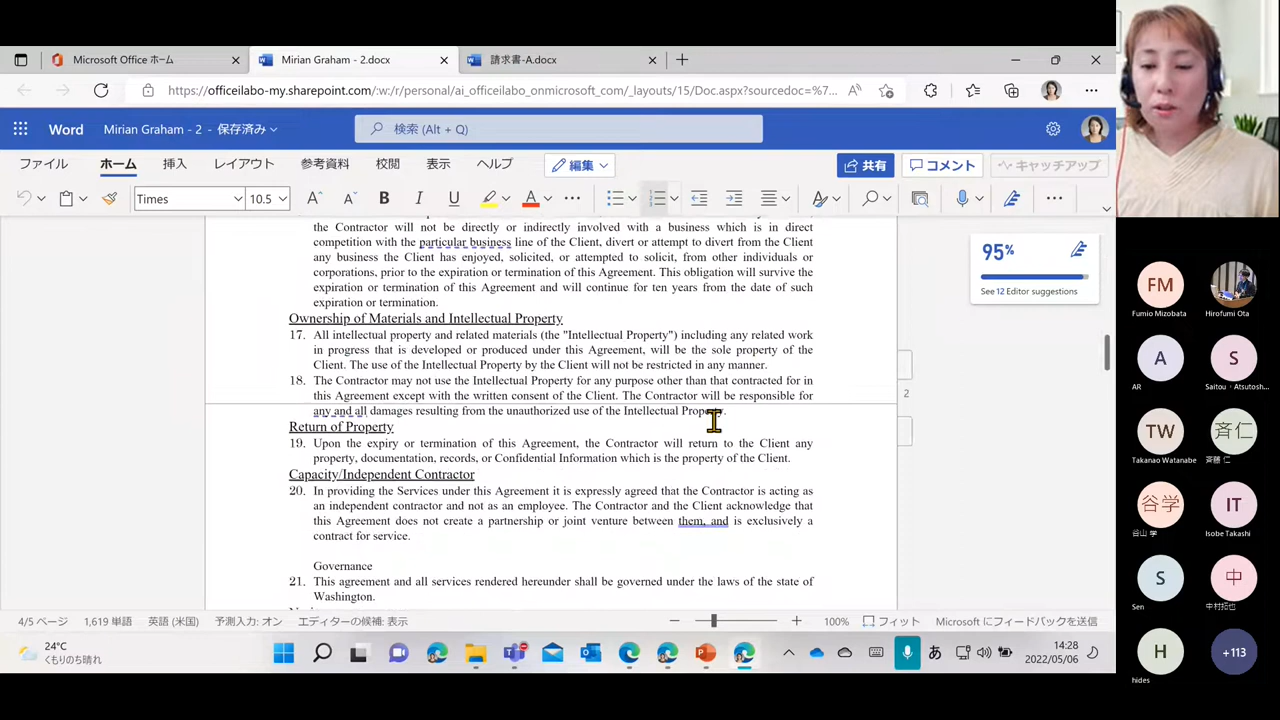 Microsoft Office ホーム
Mirian Graham - 2.docx
請求書-A.docx
https://officeilabo-my.sharepoint.com/:w:/r/personal/ai_officeilabo_onmicrosoft_com/_layouts/15/Doc.aspx?sourcedoc=%7...
Word Mirian Graham - 2 - 保存済み
検索 (Alt + Q)
ファイル ホーム 挿入 レイアウト 参考資料 校閲 表示 ヘルプ 編集 共有 コメント キャッチアップ
Times 10.5 B I U A
the Contractor will not be directly or indirectly involved with a business which is in direct
competition with the particular business line of the Client, divert or attempt to divert from the Client
any business the Client has enjoyed, solicited, or attempted to solicit, from other individuals or
corporations, prior to the expiration or termination of this Agreement. This obligation will survive the
expiration or termination of this Agreement and will continue for ten years from the date of such
expiration or termination.
Ownership of Materials and Intellectual Property
17. All intellectual property and related materials (the "Intellectual Property") including any related work
in progress that is developed or produced under this Agreement, will be the sole property of the
Client. The use of the Intellectual Property by the Client will not be restricted in any manner.
18. The Contractor may not use the Intellectual Property for any purpose other than that contracted for in
this Agreement except with the written consent of the Client. The Contractor will be responsible for
any and all damages resulting from the unauthorized use of the Intellectual Property.
Return of Property
19. Upon the expiry or termination of this Agreement, the Contractor will return to the Client any
property, documentation, records, or Confidential Information which is the property of the Client.
Capacity/Independent Contractor
20. In providing the Services under this Agreement it is expressly agreed that the Contractor is acting as
an independent contractor and not as an employee. The Contractor and the Client acknowledge that
this Agreement does not create a partnership or joint venture between them, and is exclusively a
contract for service.
Governance
21. This agreement and all services rendered hereunder shall be governed under the laws of the state of
Washington.
95%
See 12 Editor suggestions
2
4/5 ページ 1,619 単語 英語 (米国) 予測入力: オン エディターの候補: 表示 100% フィット Microsoft にフィードバックを送信
24°C
くもりのち晴れ
あ
14:28
2022/05/06
FM
Fumio Mizobata
Hirofumi Ota
A
AR
S
TW
Takanao Watanabe
斉仁
斉藤 仁
谷学
谷山 学
IT
Isobe Takashi
S
Sen
中
中村拓也
H
hides
+113